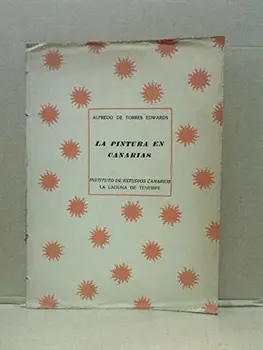 ALFREDO DE TORRES EDWARDS
LA PINTURA EN
CANARIAS
INSTITUTO DE ESTUDIOS CANARIOS
LA LAGUNA DE TENERIFE